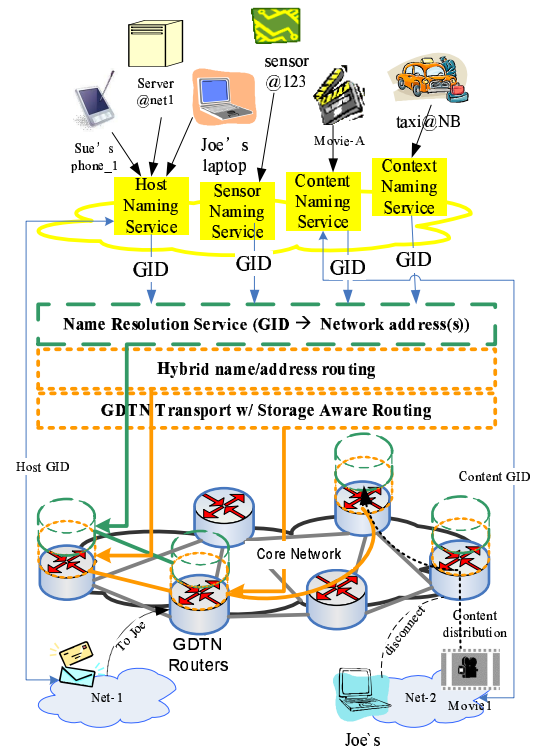 sensor
@123
Server
@net1
Sue's
phone_1
Joe's
laptop
Movie-A
taxi@NB
Host
Naming
Service
Sensor
Naming
Service
Content
Naming
Service
Context
Naming
Service
GID
GID
GID
GID
Name Resolution Service (GID → Network address(s))
Hybrid name/address routing
GDTN Transport w/ Storage Aware Routing
Host GID
Content GID
Core Network
To Joe
GDTN
Routers
disconnect
Content
distribution
Net-1
Net-2
Movie1
Joe`s